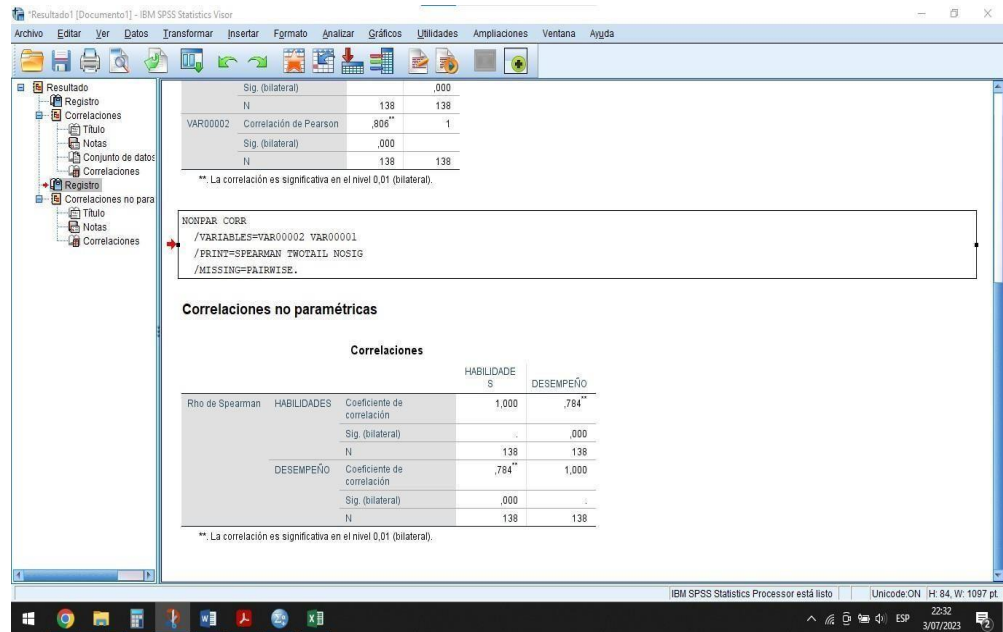 *Resultado1 [Documento1] - IBM SPSS Statistics Visor
Archivo Editar Ver Datos Transformar Insertar Formato Analizar Gráficos Utilidades Ampliaciones Ventana Ayuda
Resultado
Registro
Correlaciones
Título
Notas
Conjunto de datos
Correlaciones
Registro
Correlaciones no para
Título
Notas
Correlaciones
Sig. (bilateral) ,000
N 138 138
VAR00002 Correlación de Pearson ,806** 1
Sig. (bilateral) ,000
N 138 138
**. La correlación es significativa en el nivel 0,01 (bilateral).
NONPAR CORR
/VARIABLES=VAR00002 VAR00001
/PRINT=SPEARMAN TWOTAIL NOSIG
/MISSING=PAIRWISE.
Correlaciones no paramétricas
Correlaciones
HABILIDADE
S DESEMPEÑO
Rho de Spearman HABILIDADES Coeficiente de 1,000 ,784**
correlación
Sig. (bilateral) . ,000
N 138 138
DESEMPEÑO Coeficiente de ,784** 1,000
correlación
Sig. (bilateral) ,000 .
N 138 138
**. La correlación es significativa en el nivel 0,01 (bilateral).
IBM SPSS Statistics Processor está listo Unicode:ON H: 84, W: 1097 pt.
ESP 22:32
3/07/2023